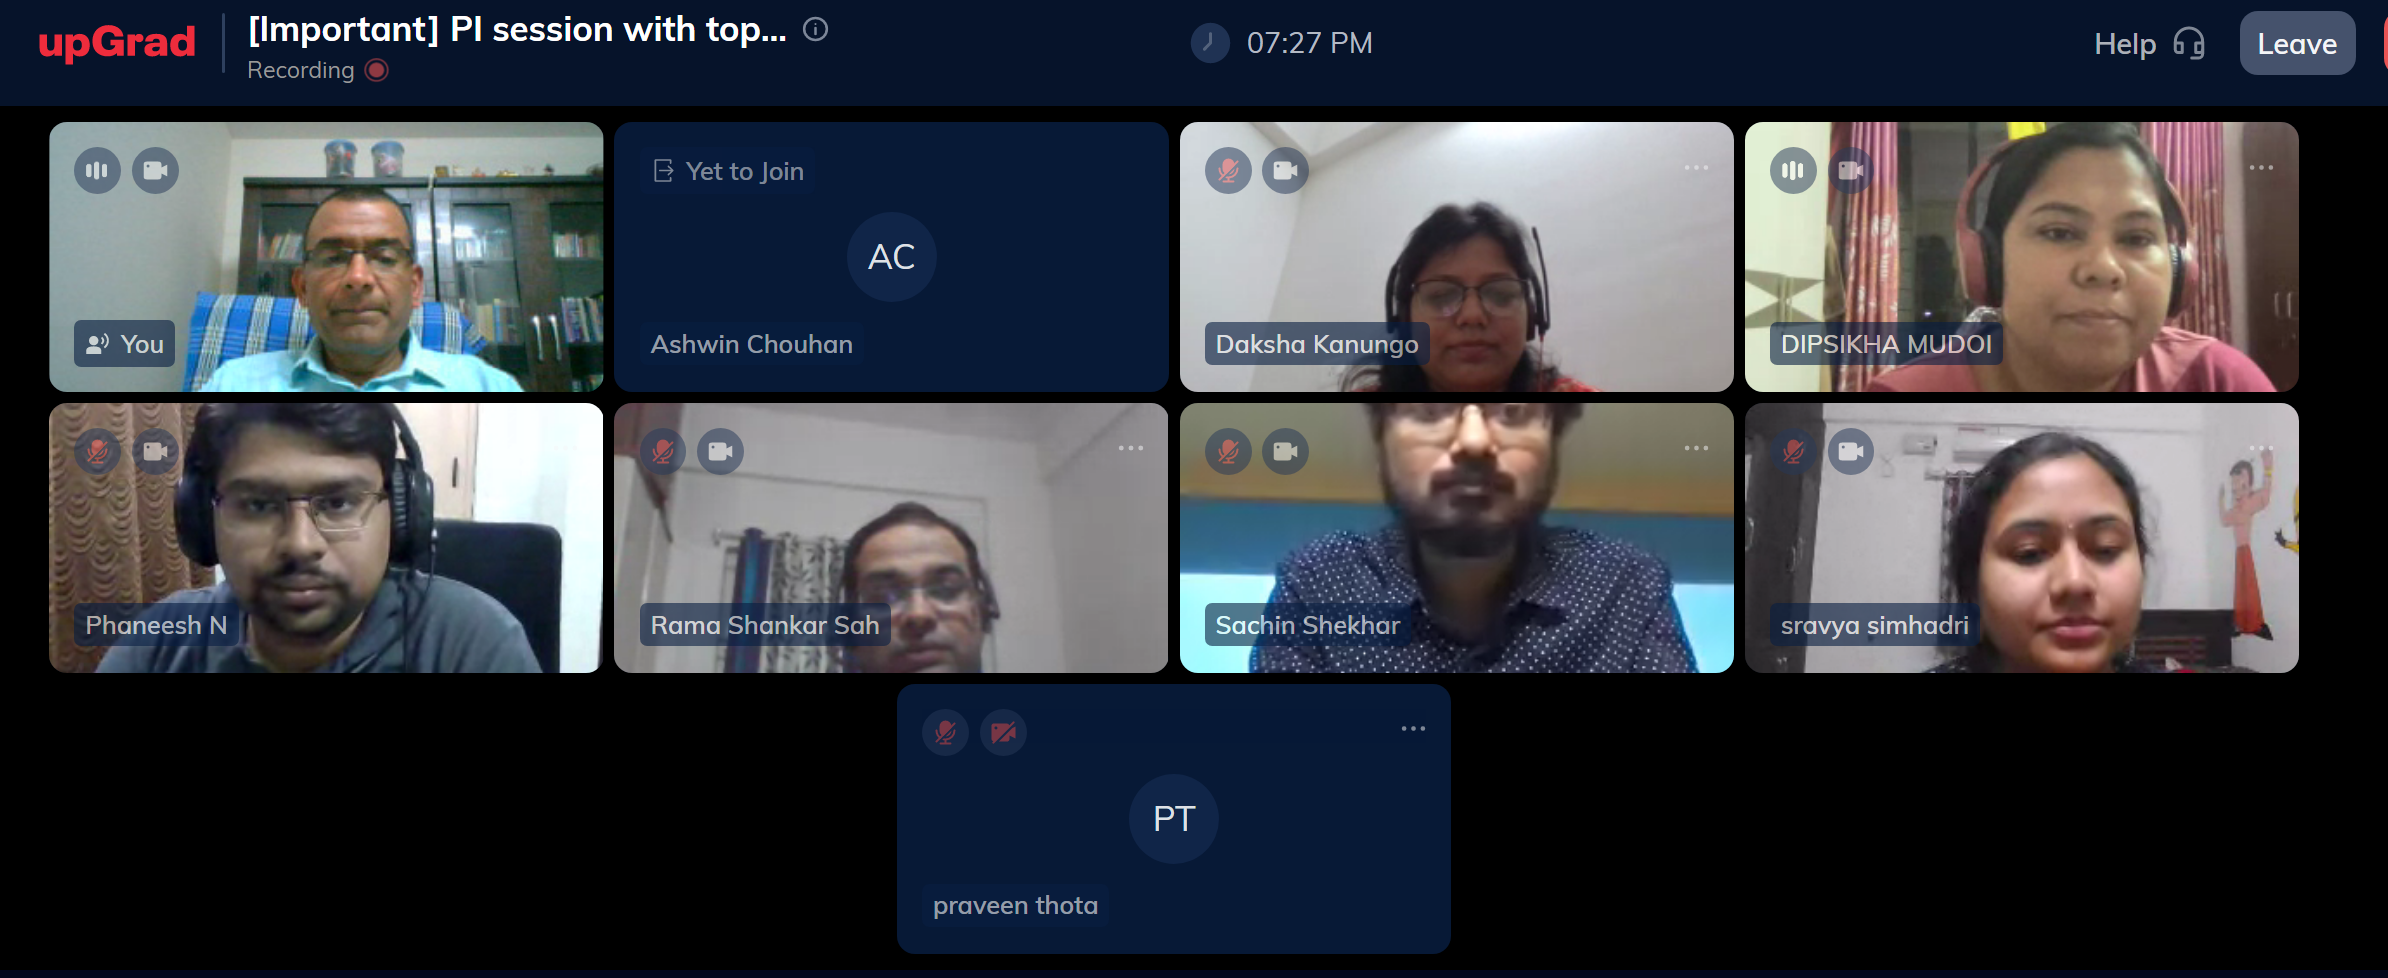 upGrad
[Important] PI session with top...
Recording
07:27 PM
Help
Leave
You
Yet to Join
AC
Ashwin Chouhan
Daksha Kanungo
DIPSIKHA MUDOI
Phaneesh N
Rama Shankar Sah
Sachin Shekhar
sravya simhadri
PT
praveen thota